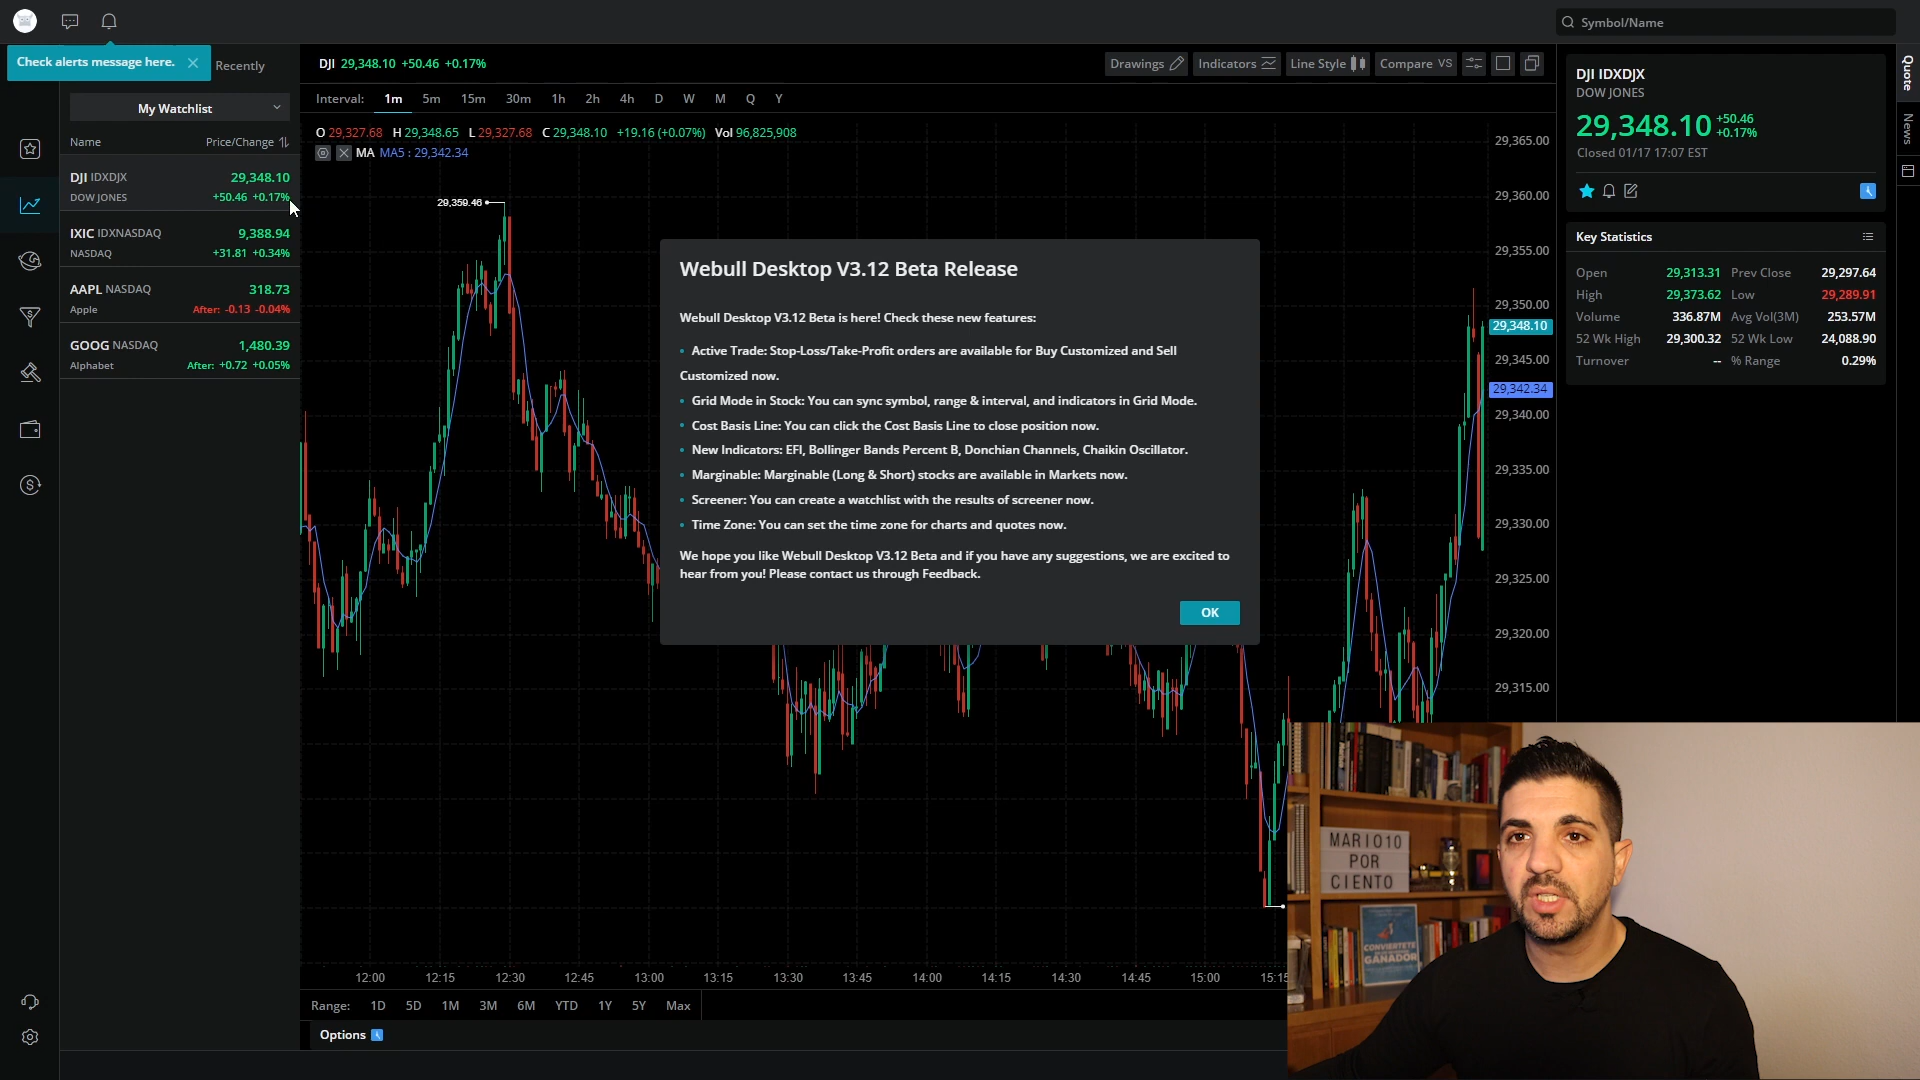 Symbol/Name
Check alerts message here.
Recently
My Watchlist
Name Price/Change
DJI IDXDJX 29,348.10
DOW JONES +50.46 +0.17%
IXIC IDXNASDAQ 9,388.94
NASDAQ +31.81 +0.34%
AAPL NASDAQ 318.73
Apple After: -0.13 -0.04%
GOOG NASDAQ 1,480.39
Alphabet After: +0.72 +0.05%
DJI 29,348.10 +50.46 +0.17%
Drawings Indicators Line Style Compare VS
Interval: 1m 5m 15m 30m 1h 2h 4h D W M Q Y
O 29,327.68 H 29,348.65 L 29,327.68 C 29,348.10 +19.16 (+0.07%) Vol 96,825,908
MA MA5 : 29,342.34
29,359.46
29,365.00
29,360.00
29,355.00
29,350.00
29,348.10
29,345.00
29,342.34
29,340.00
29,335.00
29,330.00
29,325.00
29,320.00
29,315.00
Webull Desktop V3.12 Beta Release
Webull Desktop V3.12 Beta is here! Check these new features:
• Active Trade: Stop-Loss/Take-Profit orders are available for Buy Customized and Sell
Customized now.
• Grid Mode in Stock: You can sync symbol, range & interval, and indicators in Grid Mode.
• Cost Basis Line: You can click the Cost Basis Line to close position now.
• New Indicators: EFI, Bollinger Bands Percent B, Donchian Channels, Chaikin Oscillator.
• Marginable: Marginable (Long & Short) stocks are available in Markets now.
• Screener: You can create a watchlist with the results of screener now.
• Time Zone: You can set the time zone for charts and quotes now.
We hope you like Webull Desktop V3.12 Beta and if you have any suggestions, we are excited to
hear from you! Please contact us through Feedback.
OK
12:00 12:15 12:30 12:45 13:00 13:15 13:30 13:45 14:00 14:15 14:30 14:45 15:00 15:15
Range: 1D 5D 1M 3M 6M YTD 1Y 5Y Max
Options
DJI IDXDJX
DOW JONES
29,348.10 +50.46
+0.17%
Closed 01/17 17:07 EST
Key Statistics
Open 29,313.31 Prev Close 29,297.64
High 29,373.62 Low 29,289.91
Volume 336.87M Avg Vol(3M) 253.57M
52 Wk High 29,300.32 52 Wk Low 24,088.90
Turnover -- % Range 0.29%
Quote
News
MARIO10
POR
CIENTO
CONVIERTETE
GANADOR